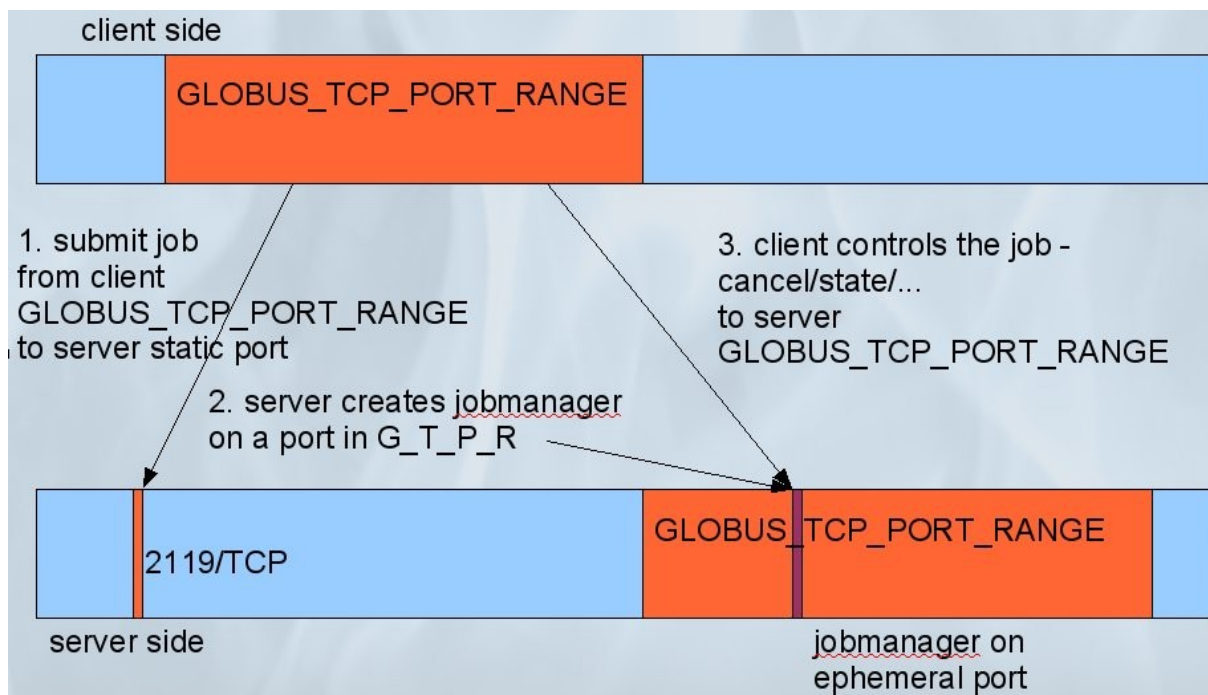 client side
GLOBUS_TCP_PORT_RANGE
1. submit job
from client
GLOBUS_TCP_PORT_RANGE
to server static port
3. client controls the job -
cancel/state/...
to server
GLOBUS_TCP_PORT_RANGE
2. server creates jobmanager
on a port in G_T_P_R
2119/TCP
GLOBUS_TCP_PORT_RANGE
server side
jobmanager on
ephemeral port